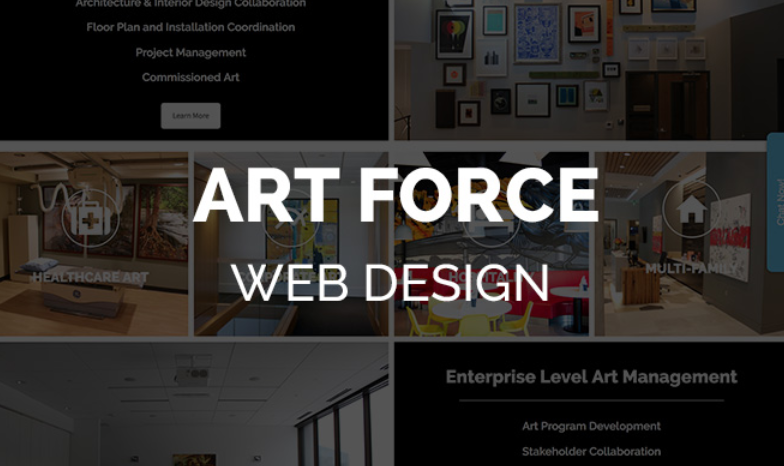 Architecture & Interior Design Collaboration
Floor Plan and Installation Coordination
Project Management
Commissioned Art
Learn More
Chat Now!
ART FORCE
HEALTHCARE ART
MULTI-FAMILY
WEB DESIGN
Enterprise Level Art Management
Art Program Development
Stakeholder Collaboration